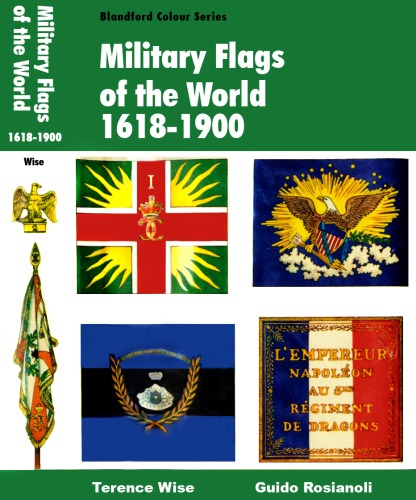 Military Flags
of the World
1618-1900
Wise
Blandford Colour Series
Military Flags
of the World
1618-1900
I
L'EMPEREUR
NAPOLÉON
AU 5ME
RÉGIMENT
DE DRAGONS
Terence Wise
Guido Rosianoli